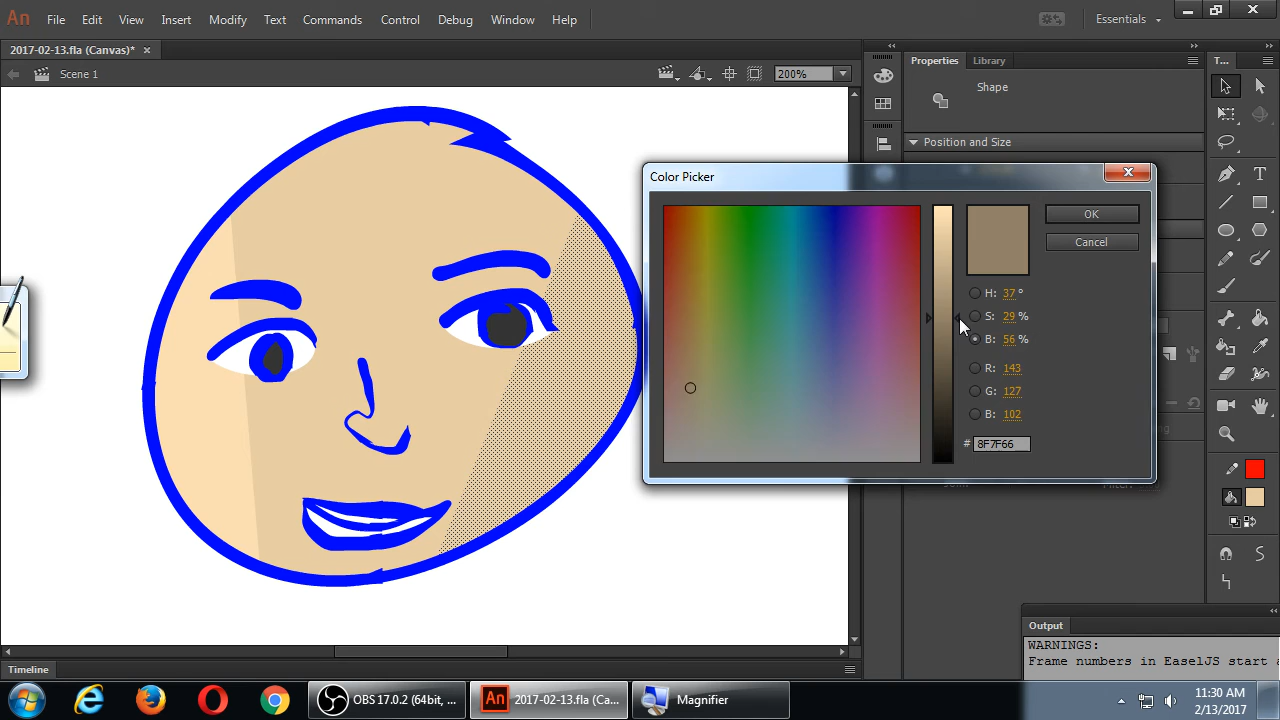 An File Edit View Insert Modify Text Commands Control Debug Window Help Essentials
2017-02-13.fla (Canvas)* ×
Scene 1
200%
Properties Library
T...
Shape
Position and Size
Color Picker
OK
Cancel
H: 37 °
S: 29 %
B: 56 %
R: 143
G: 127
B: 102
# 8F7F66
Output
WARNINGS:
Frame numbers in EaselJS start
Timeline
OBS 17.0.2 (64bit, ...
An 2017-02-13.fla (Ca...
Magnifier
11:30 AM
2/13/2017